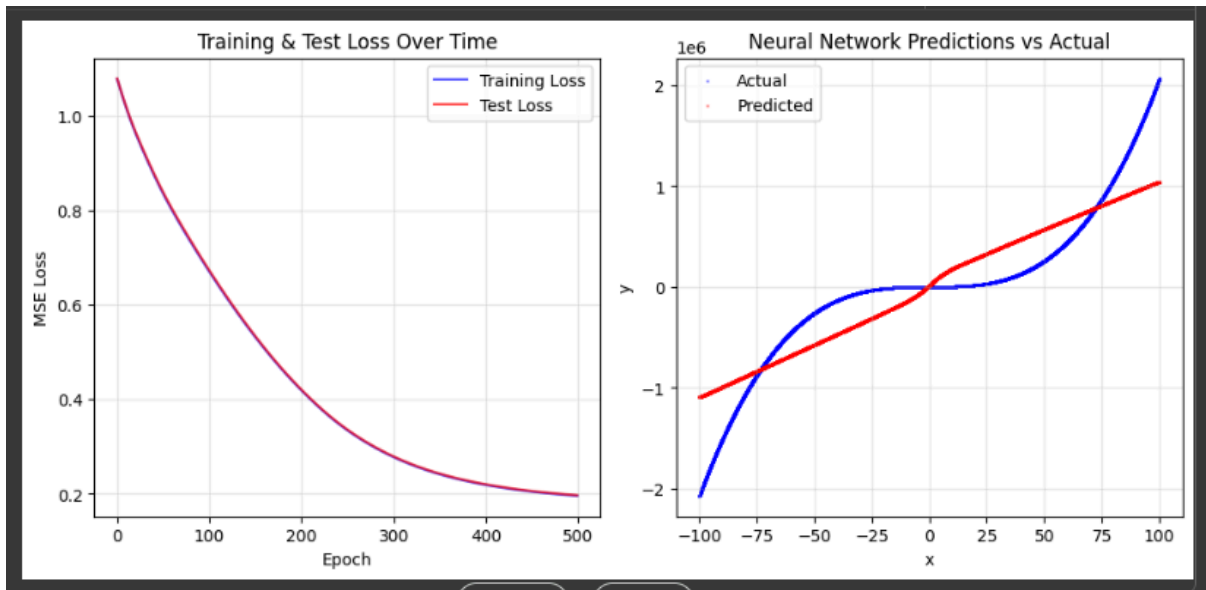 Training & Test Loss Over Time
Training Loss
Test Loss
1.0
0.8
0.6
0.4
0.2
MSE Loss
0 100 200 300 400 500
Epoch
Neural Network Predictions vs Actual
1e6
Actual
Predicted
2
1
0
−1
−2
y
−100 −75 −50 −25 0 25 50 75 100
x